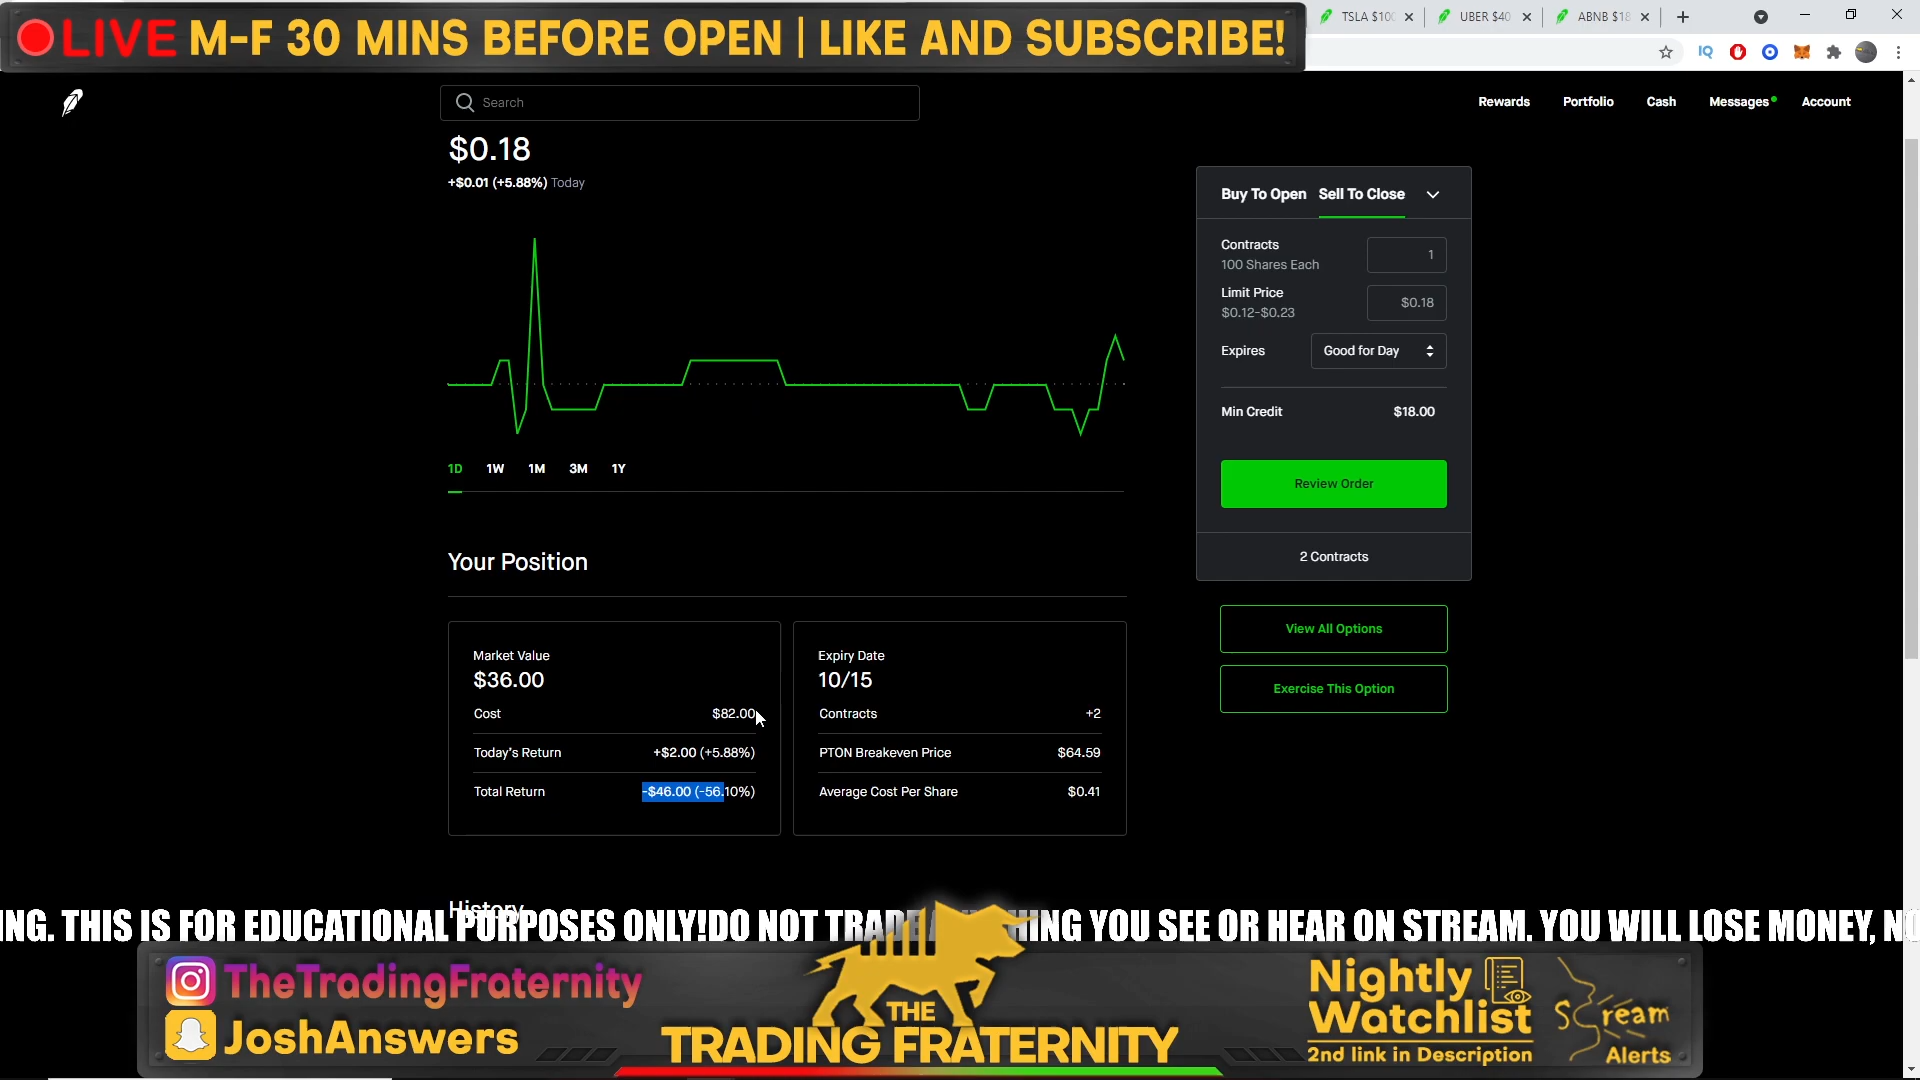 LIVE M-F 30 MINS BEFORE OPEN | LIKE AND SUBSCRIBE!
TSLA $100
UBER $40
ABNB $18
IQ
Search
Rewards
Portfolio
Cash
Messages
Account
$0.18
+$0.01 (+5.88%) Today
1D 1W 1M 3M 1Y
Buy To Open Sell To Close
Contracts
1
100 Shares Each
Limit Price
$0.18
$0.12-$0.23
Expires Good for Day
Min Credit $18.00
Review Order
2 Contracts
View All Options
Exercise This Option
Your Position
Market Value
$36.00
Cost $82.00
Today's Return +$2.00 (+5.88%)
Total Return -$46.00 (-56.10%)
Expiry Date
10/15
Contracts +2
PTON Breakeven Price $64.59
Average Cost Per Share $0.41
History
ING. THIS IS FOR EDUCATIONAL PURPOSES ONLY!DO NOT TRADE HING YOU SEE OR HEAR ON STREAM. YOU WILL LOSE MONEY,
TheTradingFraternity
JoshAnswers
THE
TRADING FRATERNITY
Nightly
Watchlist
2nd link in Description
Scream
Alerts